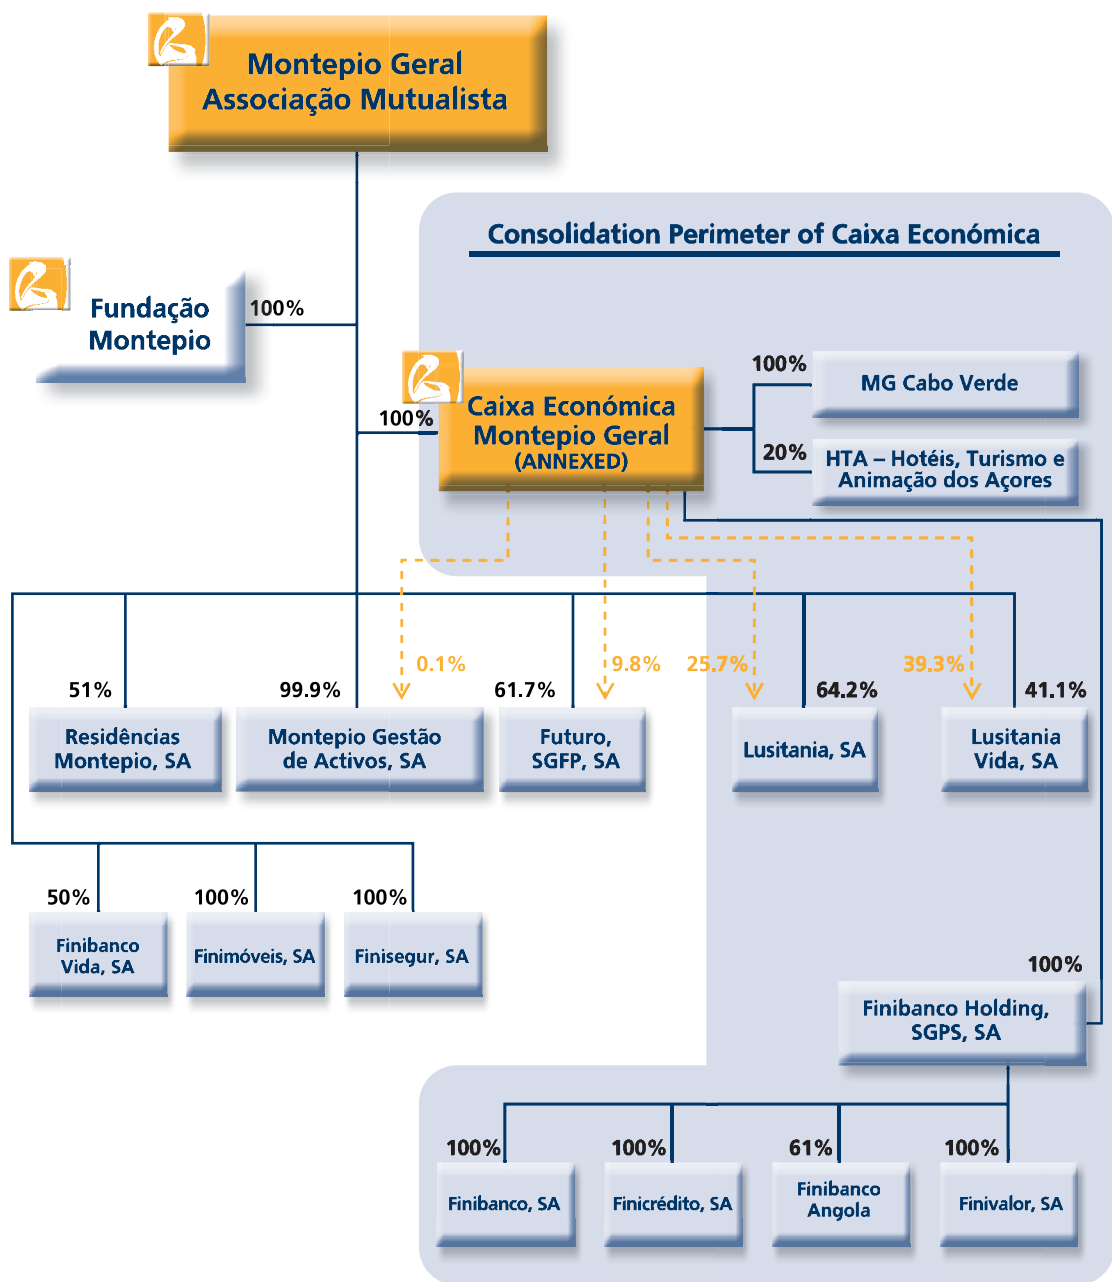 Montepio Geral
Associação Mutualista
Consolidation Perimeter of Caixa Económica
Fundação
Montepio
100%
100%
Caixa Económica
Montepio Geral
(ANNEXED)
100%
MG Cabo Verde
20%
HTA – Hotéis, Turismo e
Animação dos Açores
0.1%
9.8%
25.7%
39.3%
51%
99.9%
61.7%
64.2%
41.1%
Residências
Montepio, SA
Montepio Gestão
de Activos, SA
Futuro,
SGFP, SA
Lusitania, SA
Lusitania
Vida, SA
50%
100%
100%
Finibanco
Vida, SA
Finimóveis, SA
Finisegur, SA
100%
Finibanco Holding,
SGPS, SA
100%
100%
61%
100%
Finibanco, SA
Finicrédito, SA
Finibanco
Angola
Finivalor, SA